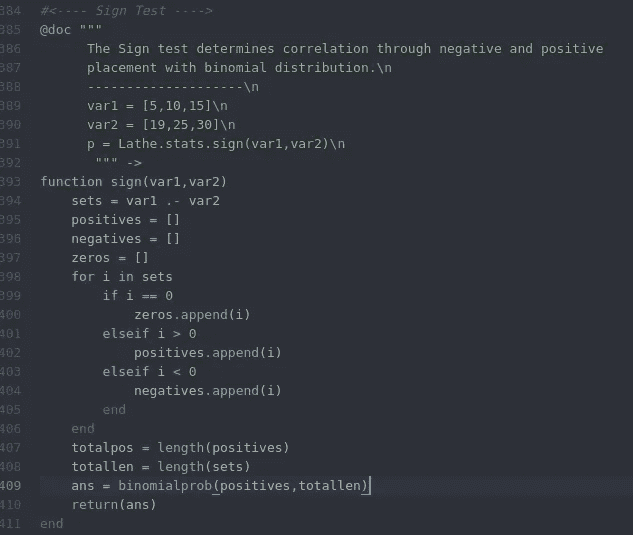 384 #<---- Sign Test ---->
385 @doc """
386 The Sign test determines correlation through negative and positive
387 placement with binomial distribution.\n
388 --------------------\n
389 var1 = [5,10,15]\n
390 var2 = [19,25,30]\n
391 p = Lathe.stats.sign(var1,var2)\n
392 """ ->
393 function sign(var1,var2)
394 sets = var1 .- var2
395 positives = []
396 negatives = []
397 zeros = []
398 for i in sets
399 if i == 0
400 zeros.append(i)
401 elseif i > 0
402 positives.append(i)
403 elseif i < 0
404 negatives.append(i)
405 end
406 end
407 totalpos = length(positives)
408 totallen = length(sets)
409 ans = binomialprob(positives,totallen)
410 return(ans)
411 end